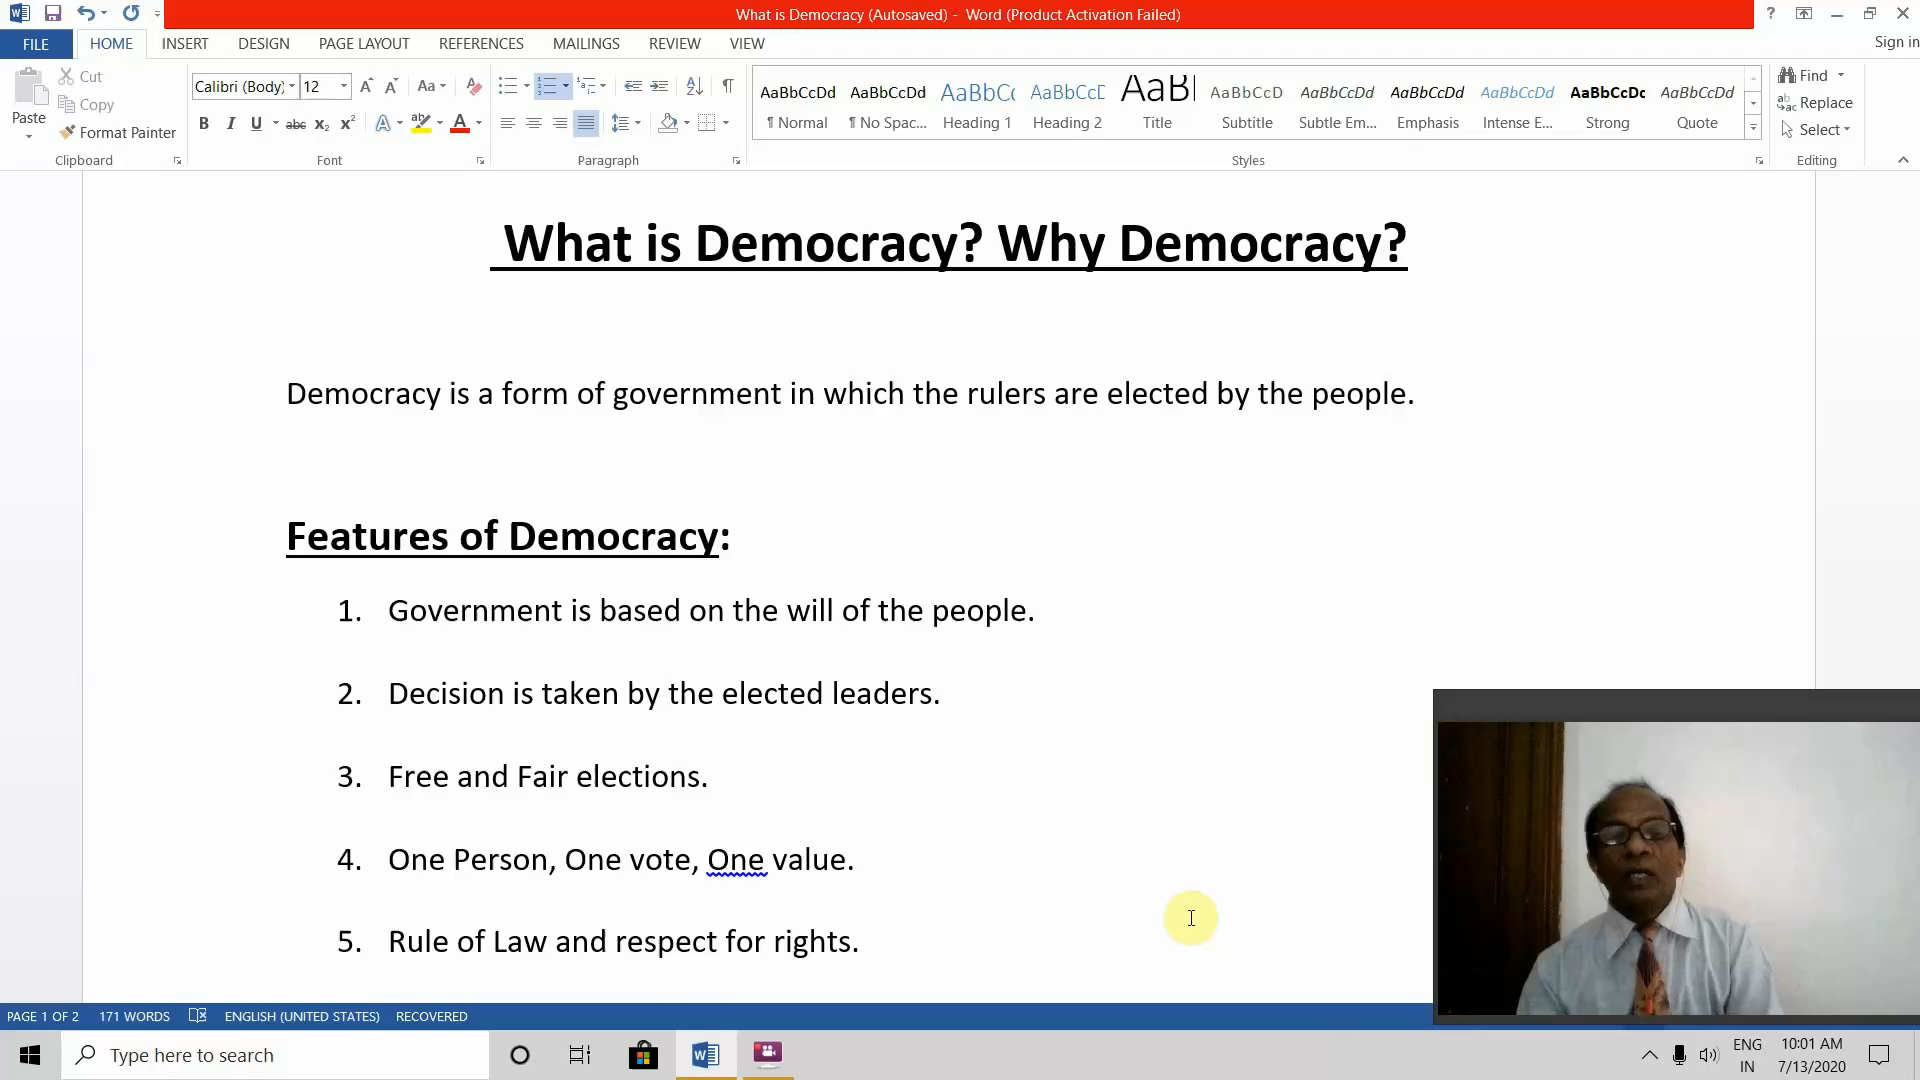 What is Democracy (Autosaved) - Word (Product Activation Failed)
FILE HOME INSERT DESIGN PAGE LAYOUT REFERENCES MAILINGS REVIEW VIEW Sign in
Paste
Cut
Copy
Format Painter
Clipboard
Calibri (Body) 12
Font
Paragraph
AaBbCcDd AaBbCcDd AaBbCc AaBbCcD AaBl AaBbCcD AaBbCcDd AaBbCcDd AaBbCcDd AaBbCcDc AaBbCcDd
¶ Normal ¶ No Spac... Heading 1 Heading 2 Title Subtitle Subtle Em... Emphasis Intense E... Strong Quote
Styles
Find
Replace
Select
Editing
What is Democracy? Why Democracy?
Democracy is a form of government in which the rulers are elected by the people.
Features of Democracy:
1. Government is based on the will of the people.
2. Decision is taken by the elected leaders.
3. Free and Fair elections.
4. One Person, One vote, One value.
5. Rule of Law and respect for rights.
PAGE 1 OF 2 171 WORDS ENGLISH (UNITED STATES) RECOVERED
Type here to search
ENG
IN
10:01 AM
7/13/2020